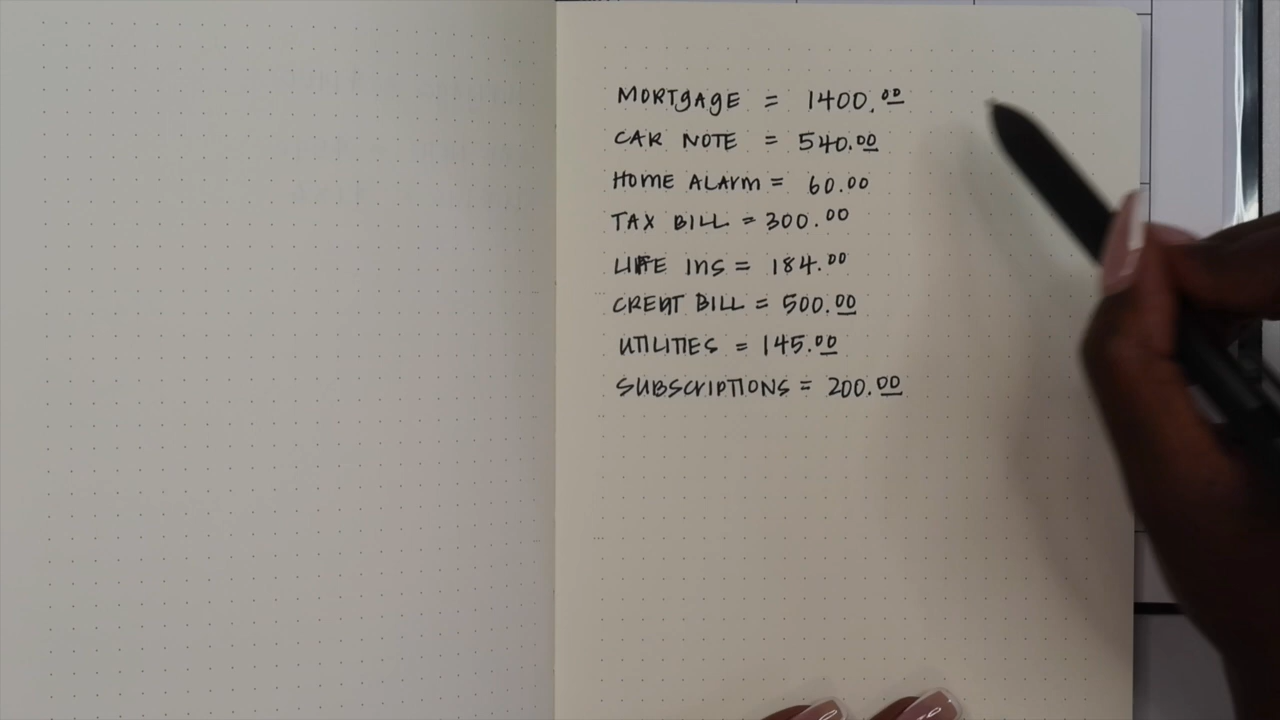 MORTgAgE = 1400.00
CAR NOTE = 540.00
HOME ALARM = 60.00
TAX BILL = 300.00
LIFE INS = 184.00
CREDIT BILL = 500.00
UTILITIES = 145.00
SUBSCRIPTIONS = 200.00